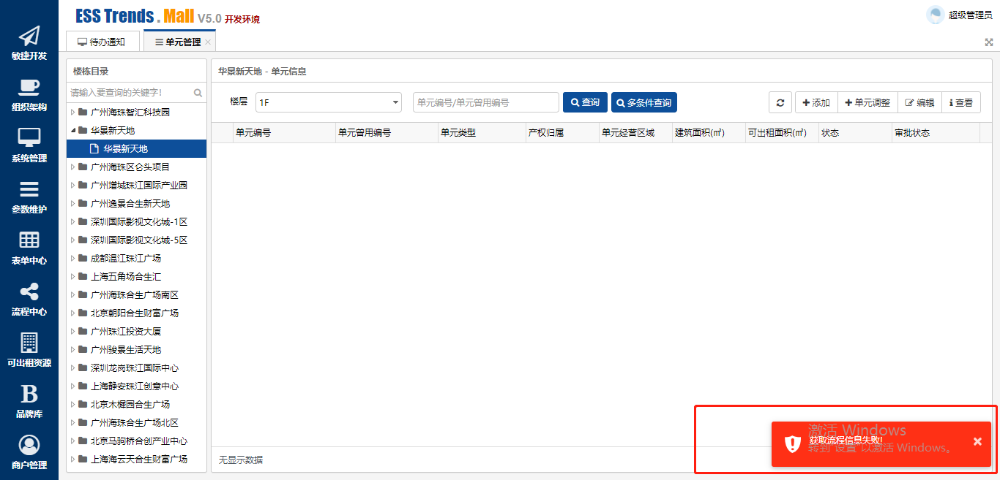 ESS Trends . Mall V5.0 开发环境
超级管理员
待办通知
单元管理
敏捷开发
组织架构
系统管理
参数维护
表单中心
流程中心
可出租资源
品牌库
商户管理
楼栋目录
请输入要查询的关键字!
广州海珠智汇科技园
华景新天地
华景新天地
广州海珠区仑头项目
广州增城珠江国际产业园
广州逸景合生新天地
深圳国际影视文化城-1区
深圳国际影视文化城-5区
成都温江珠江广场
上海五角场合生汇
广州海珠合生广场南区
北京朝阳合生财富广场
广州珠江投资大厦
广州骏景生活天地
深圳龙岗珠江国际中心
上海静安珠江创意中心
北京木樨园合生广场
广州海珠合生广场北区
北京马驹桥合创产业中心
上海海云天合生财富广场
华景新天地 - 单元信息
楼层 1F 单元编号/单元曾用编号 查询 多条件查询 添加 单元调整 编辑 查看
单元编号 单元曾用编号 单元类型 产权归属 单元经营区域 建筑面积(㎡) 可出租面积(㎡) 状态 审批状态
无显示数据
激活 Windows
获取流程信息失败!
转到"设置"以激活 Windows。